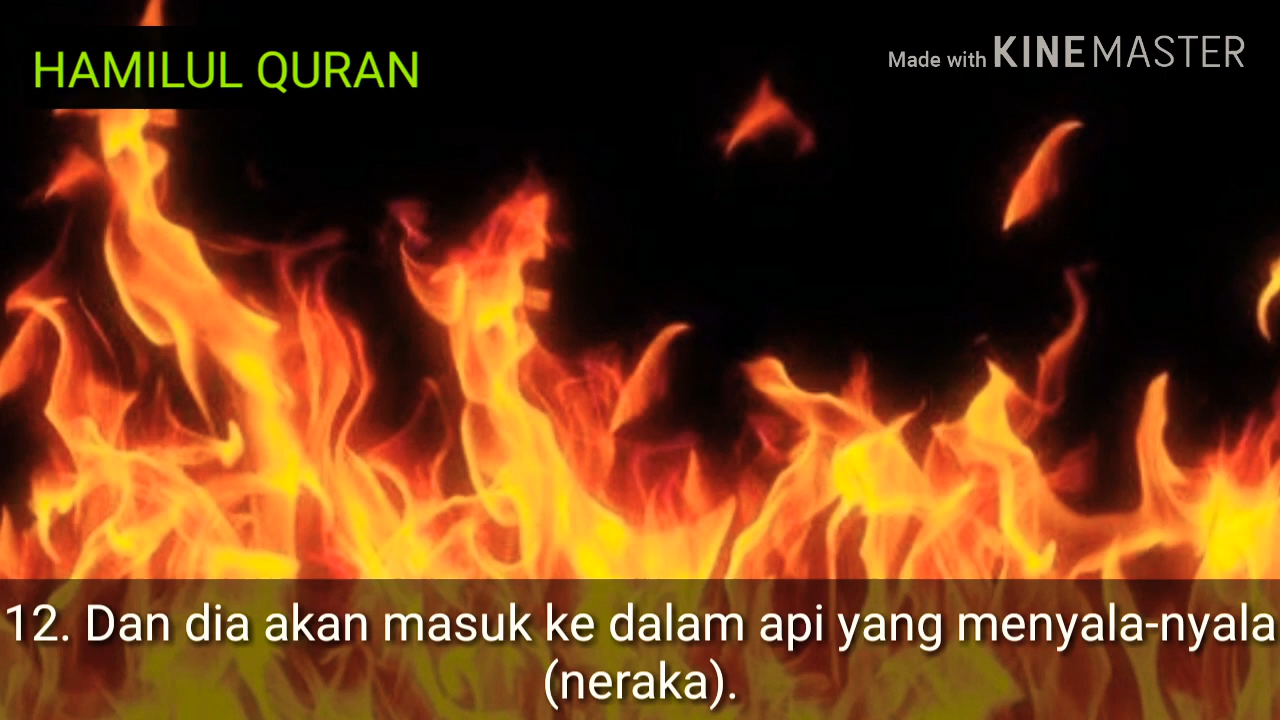 HAMILUL QURAN
Made with KINEMASTER
12. Dan dia akan masuk ke dalam api yang menyala-nyala
(neraka).